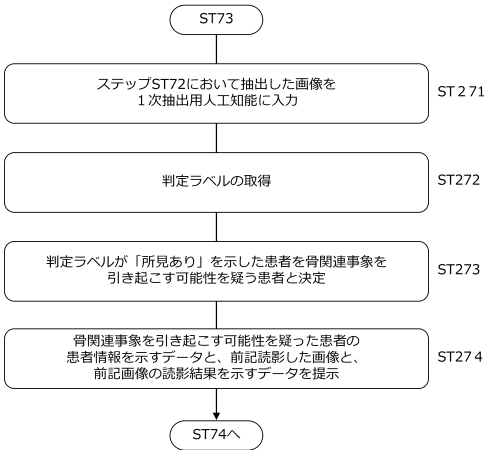 ST73
ステップST72において抽出した画像を
１次抽出用人工知能に入力
ST２71
判定ラベルの取得
ST272
判定ラベルが「所見あり」を示した患者を骨関連事象を
引き起こす可能性を疑う患者と決定
ST273
骨関連事象を引き起こす可能性を疑った患者の
患者情報を示すデータと、前記読影した画像と、
前記画像の読影結果を示すデータを提示
ST27４
ST74へ